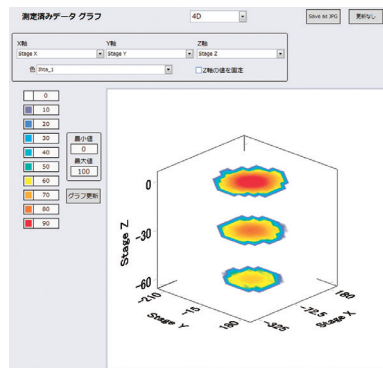 測定済みデータ グラフ
4D
Save as JPG
更新なし
X軸
Y軸
Z軸
Stage X
Stage Y
Stage Z
色
Z軸の値を固定
0
10
20
30
40
50
60
70
80
90
最小値
0
最大値
100
グラフ更新
Stage Z
0
-30
-60
-210
-15
180
Stage Y
-325
-72.5
180
Stage X